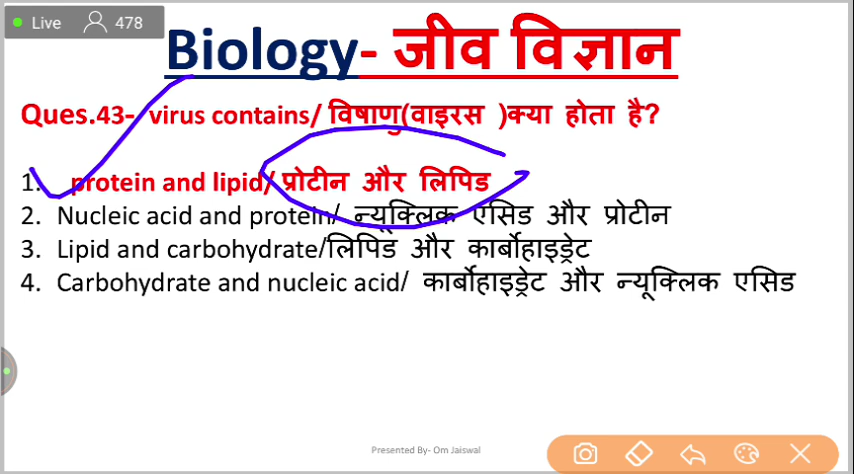 Live 478
Biology- जीव विज्ञान
Ques.43- virus contains/ विषाणु(वाइरस )क्या होता है?
1. protein and lipid/ प्रोटीन और लिपिड
2. Nucleic acid and protein/ न्यूक्लिक एसिड और प्रोटीन
3. Lipid and carbohydrate/लिपिड और कार्बोहाइड्रेट
4. Carbohydrate and nucleic acid/ कार्बोहाइड्रेट और न्यूक्लिक एसिड
Presented By- Om Jaiswal